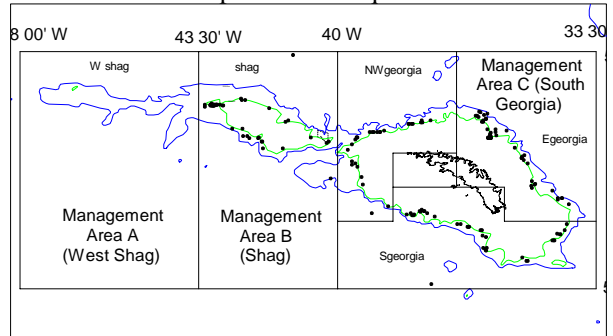 8 00' W
43 30' W
40 W
33 30
W shag
shag
NWgeorgia
Management
Area C (South
Georgia)
Egeorgia
Management
Area A
(West Shag)
Management
Area B
(Shag)
Sgeorgia